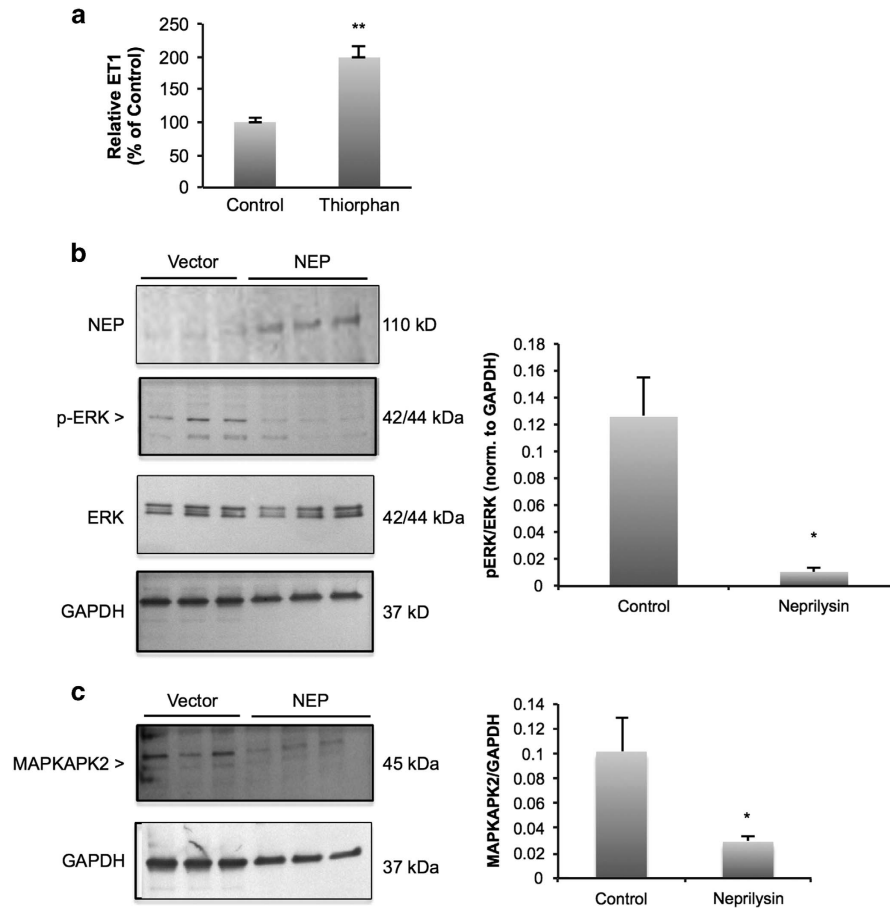 a
Relative ET1
(% of Control)
250
200
150
100
50
0
**
Control Thiorphan
b
Vector NEP
NEP 110 kD
p-ERK > 42/44 kDa
ERK 42/44 kDa
GAPDH 37 kD
pERK/ERK (norm. to GAPDH)
0.18
0.16
0.14
0.12
0.1
0.08
0.06
0.04
0.02
0
*
Control Neprilysin
c
Vector NEP
MAPKAPK2 > 45 kDa
GAPDH 37 kDa
MAPKAPK2/GAPDH
0.14
0.12
0.1
0.08
0.06
0.04
0.02
0
*
Control Neprilysin